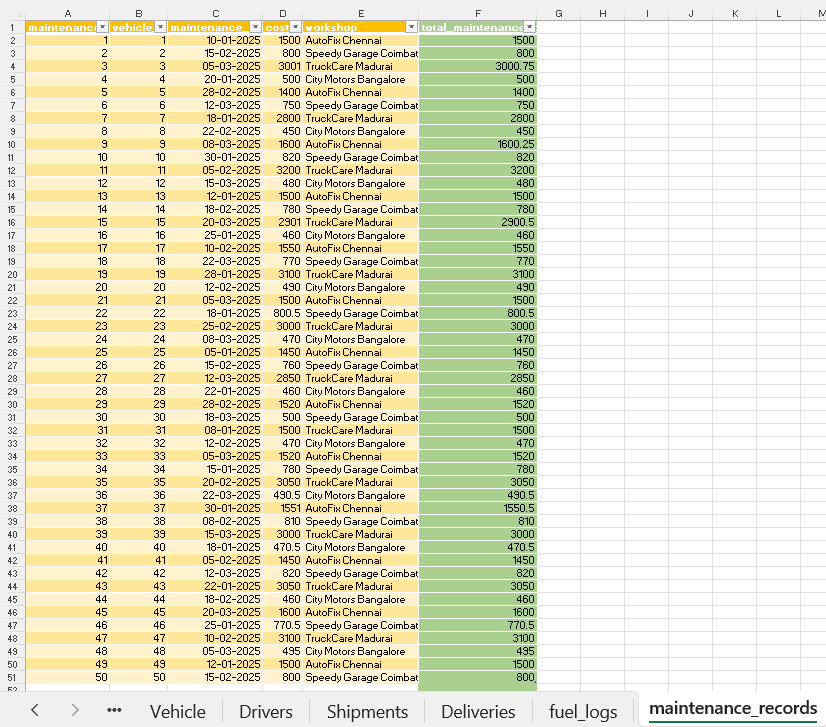 A B C D E F G H I J K L M
1 maintenance vehicle maintenance_ cost workshop total_maintenance
2 1 1 10-01-2025 1500 AutoFix Chennai 1500
3 2 2 15-02-2025 800 Speedy Garage Coimbat 800
4 3 3 05-03-2025 3001 TruckCare Madurai 3000.75
5 4 4 20-01-2025 500 City Motors Bangalore 500
6 5 5 28-02-2025 1400 AutoFix Chennai 1400
7 6 6 12-03-2025 750 Speedy Garage Coimbat 750
8 7 7 18-01-2025 2800 TruckCare Madurai 2800
9 8 8 22-02-2025 450 City Motors Bangalore 450
10 9 9 08-03-2025 1600 AutoFix Chennai 1600.25
11 10 10 30-01-2025 820 Speedy Garage Coimbat 820
12 11 11 05-02-2025 3200 TruckCare Madurai 3200
13 12 12 15-03-2025 480 City Motors Bangalore 480
14 13 13 12-01-2025 1500 AutoFix Chennai 1500
15 14 14 18-02-2025 780 Speedy Garage Coimbat 780
16 15 15 20-03-2025 2901 TruckCare Madurai 2900.5
17 16 16 25-01-2025 460 City Motors Bangalore 460
18 17 17 10-02-2025 1550 AutoFix Chennai 1550
19 18 18 22-03-2025 770 Speedy Garage Coimbat 770
20 19 19 28-01-2025 3100 TruckCare Madurai 3100
21 20 20 12-02-2025 490 City Motors Bangalore 490
22 21 21 05-03-2025 1500 AutoFix Chennai 1500
23 22 22 18-01-2025 800.5 Speedy Garage Coimbat 800.5
24 23 23 25-02-2025 3000 TruckCare Madurai 3000
25 24 24 08-03-2025 470 City Motors Bangalore 470
26 25 25 05-01-2025 1450 AutoFix Chennai 1450
27 26 26 15-02-2025 760 Speedy Garage Coimbat 760
28 27 27 12-03-2025 2850 TruckCare Madurai 2850
29 28 28 22-01-2025 460 City Motors Bangalore 460
30 29 29 28-02-2025 1520 AutoFix Chennai 1520
31 30 30 18-03-2025 500 Speedy Garage Coimbat 500
32 31 31 08-01-2025 1500 TruckCare Madurai 1500
33 32 32 12-02-2025 470 City Motors Bangalore 470
34 33 33 05-03-2025 1520 AutoFix Chennai 1520
35 34 34 15-01-2025 780 Speedy Garage Coimbat 780
36 35 35 20-02-2025 3050 TruckCare Madurai 3050
37 36 36 22-03-2025 490.5 City Motors Bangalore 490.5
38 37 37 30-01-2025 1551 AutoFix Chennai 1550.5
39 38 38 08-02-2025 810 Speedy Garage Coimbat 810
40 39 39 15-03-2025 3000 TruckCare Madurai 3000
41 40 40 18-01-2025 470.5 City Motors Bangalore 470.5
42 41 41 05-02-2025 1450 AutoFix Chennai 1450
43 42 42 12-03-2025 820 Speedy Garage Coimbat 820
44 43 43 22-01-2025 3050 TruckCare Madurai 3050
45 44 44 18-02-2025 460 City Motors Bangalore 460
46 45 45 20-03-2025 1600 AutoFix Chennai 1600
47 46 46 25-01-2025 770.5 Speedy Garage Coimbat 770.5
48 47 47 10-02-2025 3100 TruckCare Madurai 3100
49 48 48 05-03-2025 495 City Motors Bangalore 495
50 49 49 12-01-2025 1500 AutoFix Chennai 1500
51 50 50 15-02-2025 800 Speedy Garage Coimbat 800
52
Vehicle Drivers Shipments Deliveries fuel_logs maintenance_records